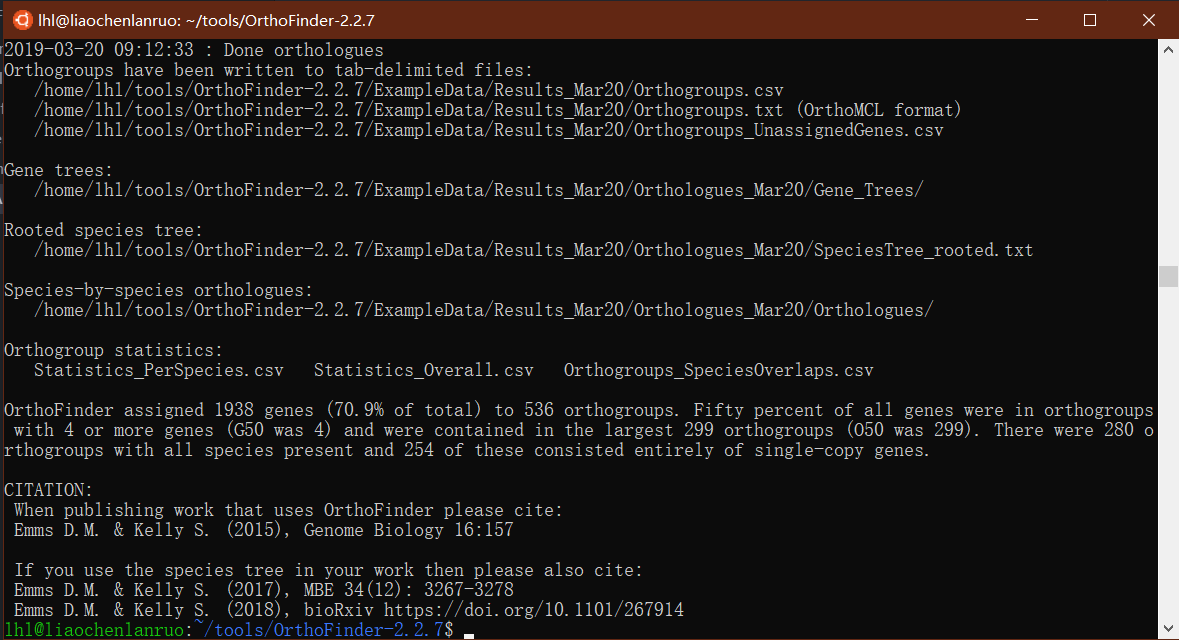 lhl@liaochenlanruo: ~/tools/OrthoFinder-2.2.7
2019-03-20 09:12:33 : Done orthologues
Orthogroups have been written to tab-delimited files:
   /home/lhl/tools/OrthoFinder-2.2.7/ExampleData/Results_Mar20/Orthogroups.csv
   /home/lhl/tools/OrthoFinder-2.2.7/ExampleData/Results_Mar20/Orthogroups.txt (OrthoMCL format)
   /home/lhl/tools/OrthoFinder-2.2.7/ExampleData/Results_Mar20/Orthogroups_UnassignedGenes.csv

Gene trees:
   /home/lhl/tools/OrthoFinder-2.2.7/ExampleData/Results_Mar20/Orthologues_Mar20/Gene_Trees/

Rooted species tree:
   /home/lhl/tools/OrthoFinder-2.2.7/ExampleData/Results_Mar20/Orthologues_Mar20/SpeciesTree_rooted.txt

Species-by-species orthologues:
   /home/lhl/tools/OrthoFinder-2.2.7/ExampleData/Results_Mar20/Orthologues_Mar20/Orthologues/

Orthogroup statistics:
   Statistics_PerSpecies.csv   Statistics_Overall.csv   Orthogroups_SpeciesOverlaps.csv

OrthoFinder assigned 1938 genes (70.9% of total) to 536 orthogroups. Fifty percent of all genes were in orthogroups
 with 4 or more genes (G50 was 4) and were contained in the largest 299 orthogroups (O50 was 299). There were 280 o
rthogroups with all species present and 254 of these consisted entirely of single-copy genes.

CITATION:
 When publishing work that uses OrthoFinder please cite:
 Emms D.M. & Kelly S. (2015), Genome Biology 16:157

 If you use the species tree in your work then please also cite:
 Emms D.M. & Kelly S. (2017), MBE 34(12): 3267-3278
 Emms D.M. & Kelly S. (2018), bioRxiv https://doi.org/10.1101/267914
lhl@liaochenlanruo:~/tools/OrthoFinder-2.2.7$